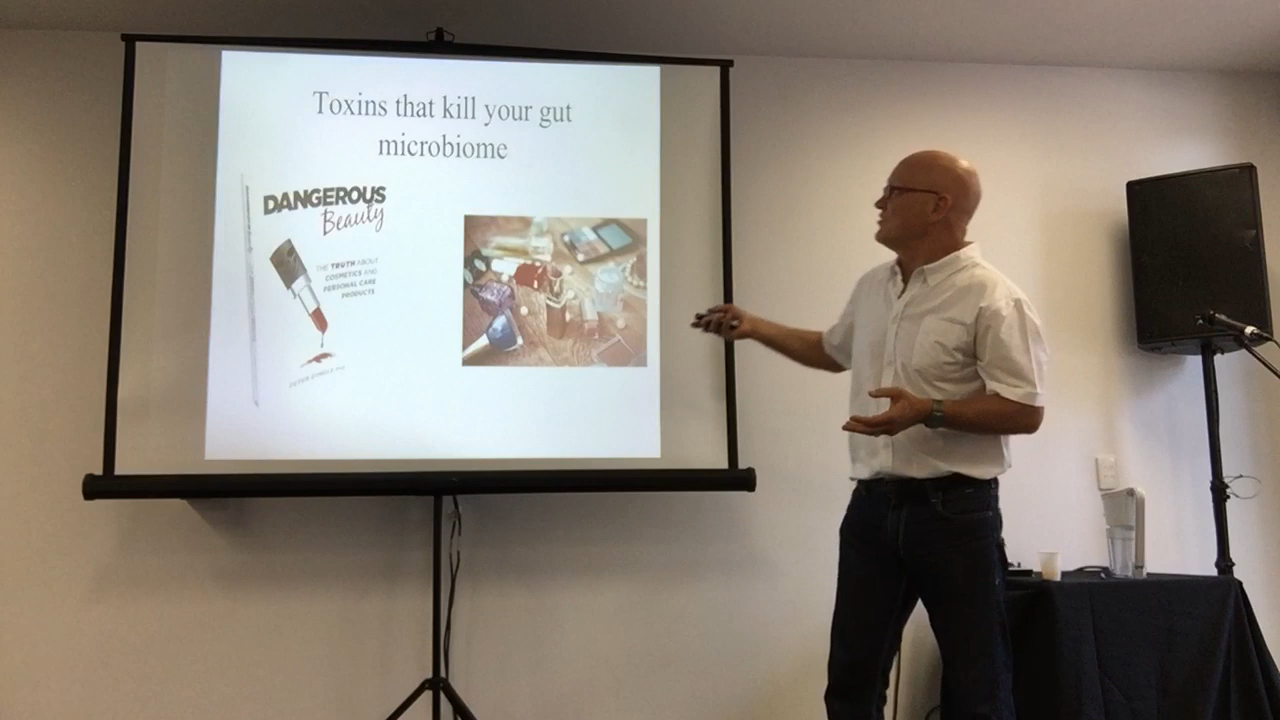 Toxins that kill your gut
microbiome
DANGEROUS
Beauty
THE TRUTH ABOUT
COSMETICS AND
PERSONAL CARE
PRODUCTS